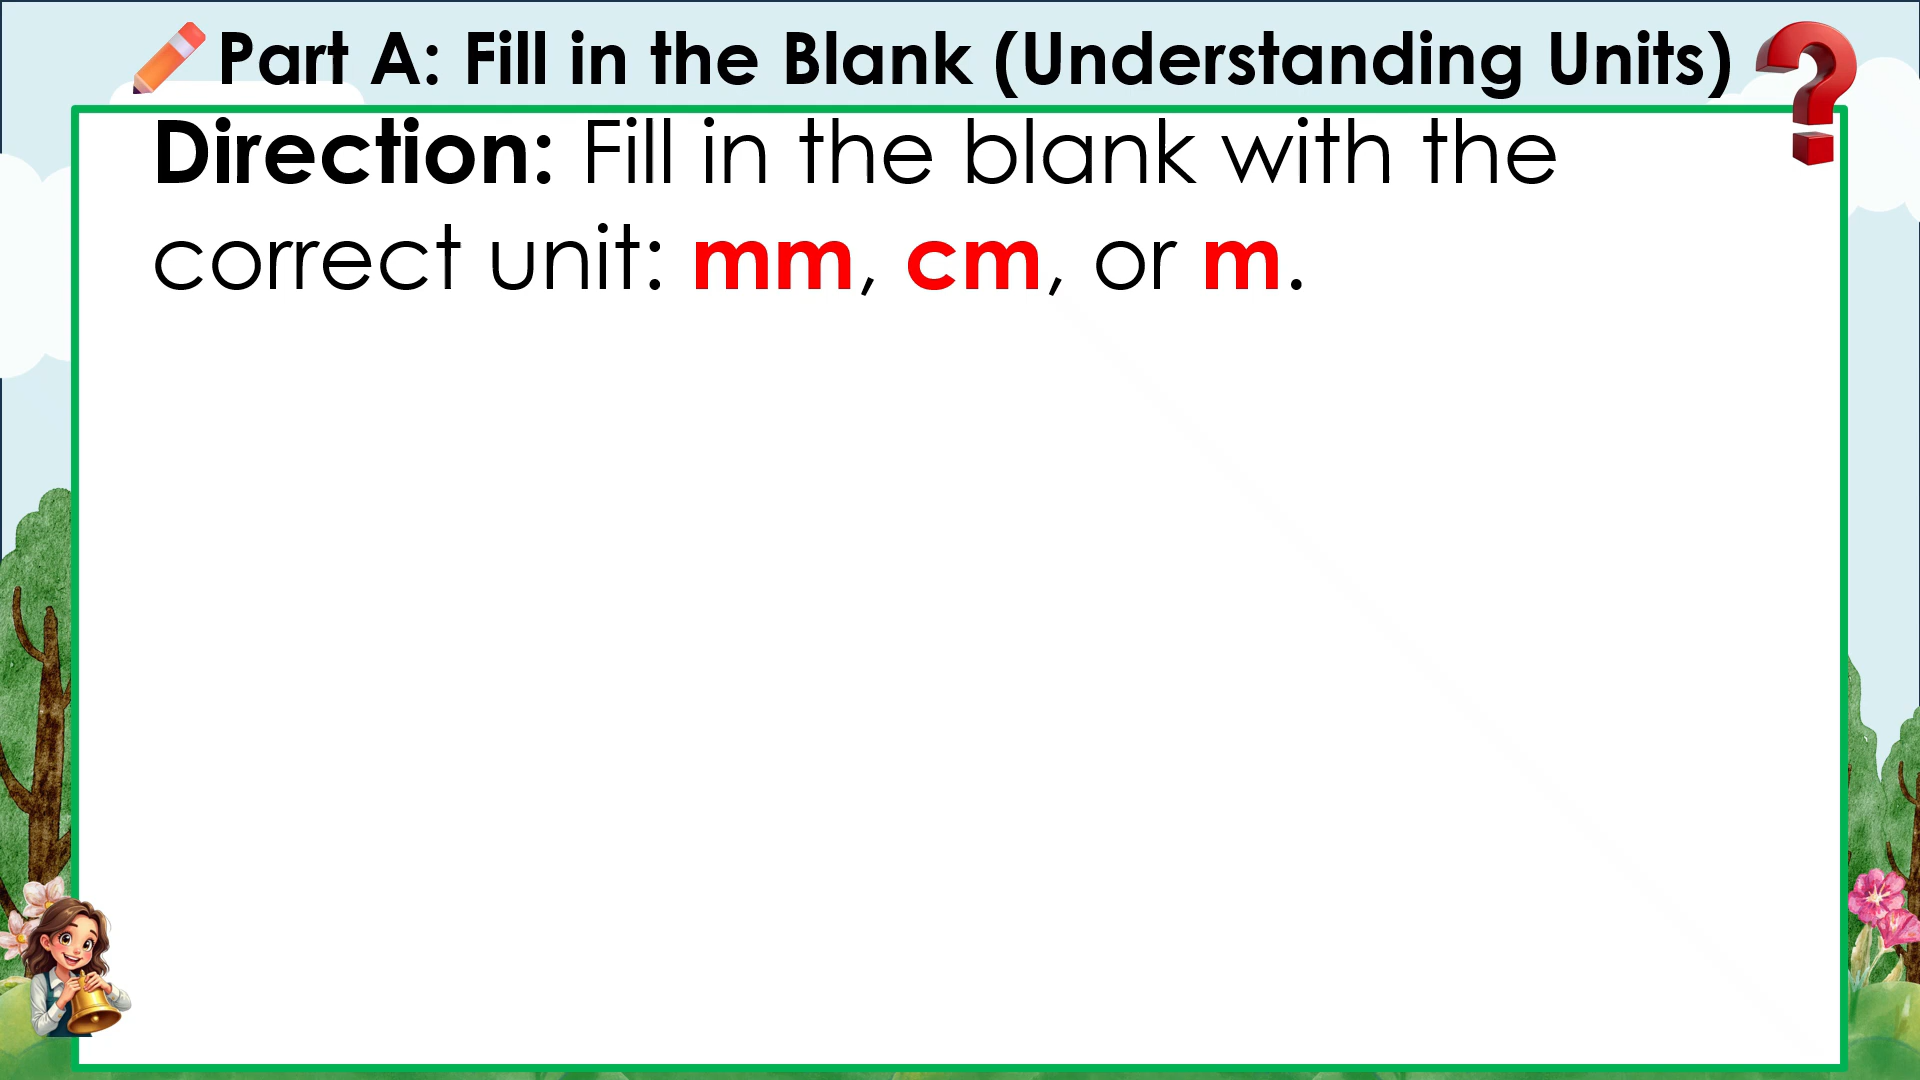 Part A: Fill in the Blank (Understanding Units)
Direction: Fill in the blank with the
correct unit: mm, cm, or m.